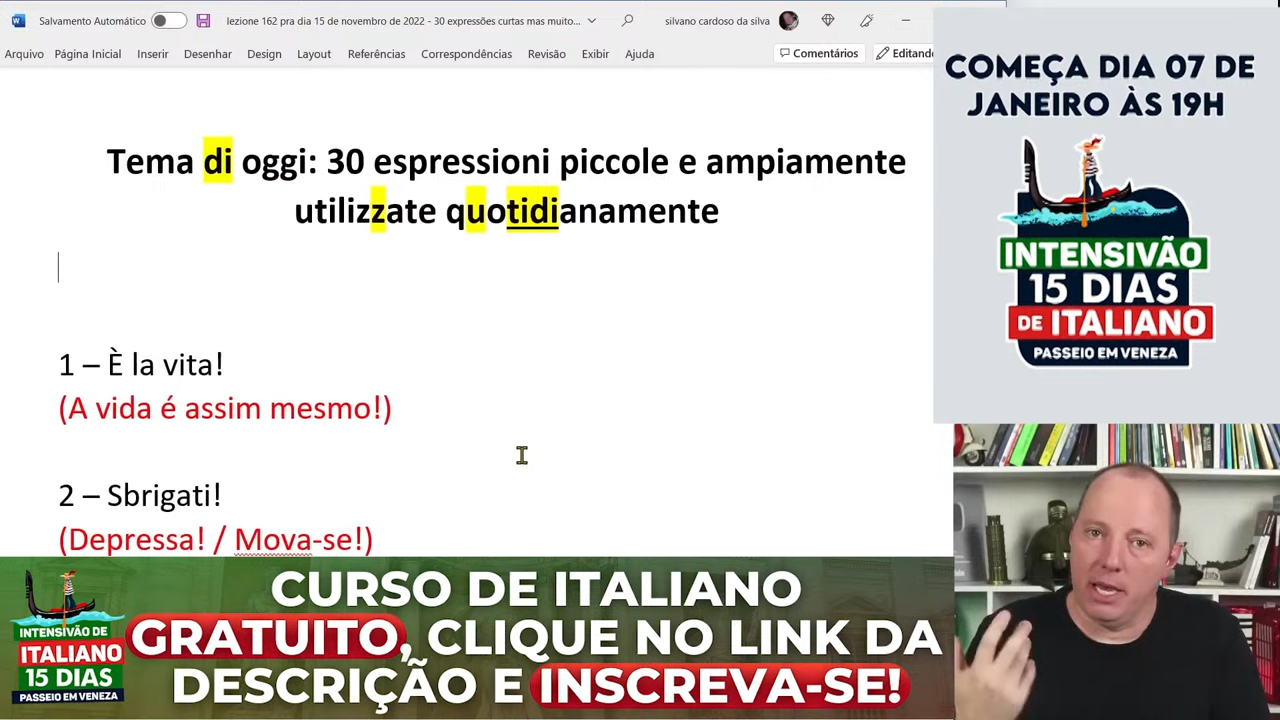 Salvamento Automático
lezione 162 pra dia 15 de novembro de 2022 - 30 expressões curtas mas muito...
silvano cardoso da silva
Arquivo Página Inicial Inserir Desenhar Design Layout Referências Correspondências Revisão Exibir Ajuda
Comentários
Editando
Tema di oggi: 30 espressioni piccole e ampiamente
utilizzate quotidianamente
1 – È la vita!
(A vida é assim mesmo!)
2 – Sbrigati!
(Depressa! / Mova-se!)
COMEÇA DIA 07 DE
JANEIRO ÀS 19H
INTENSIVÃO
15 DIAS
DE ITALIANO
PASSEIO EM VENEZA
INTENSIVÃO DE
ITALIANO
15 DIAS
PASSEIO EM VENEZA
CURSO DE ITALIANO
GRATUITO, CLIQUE NO LINK DA
DESCRIÇÃO E INSCREVA-SE!